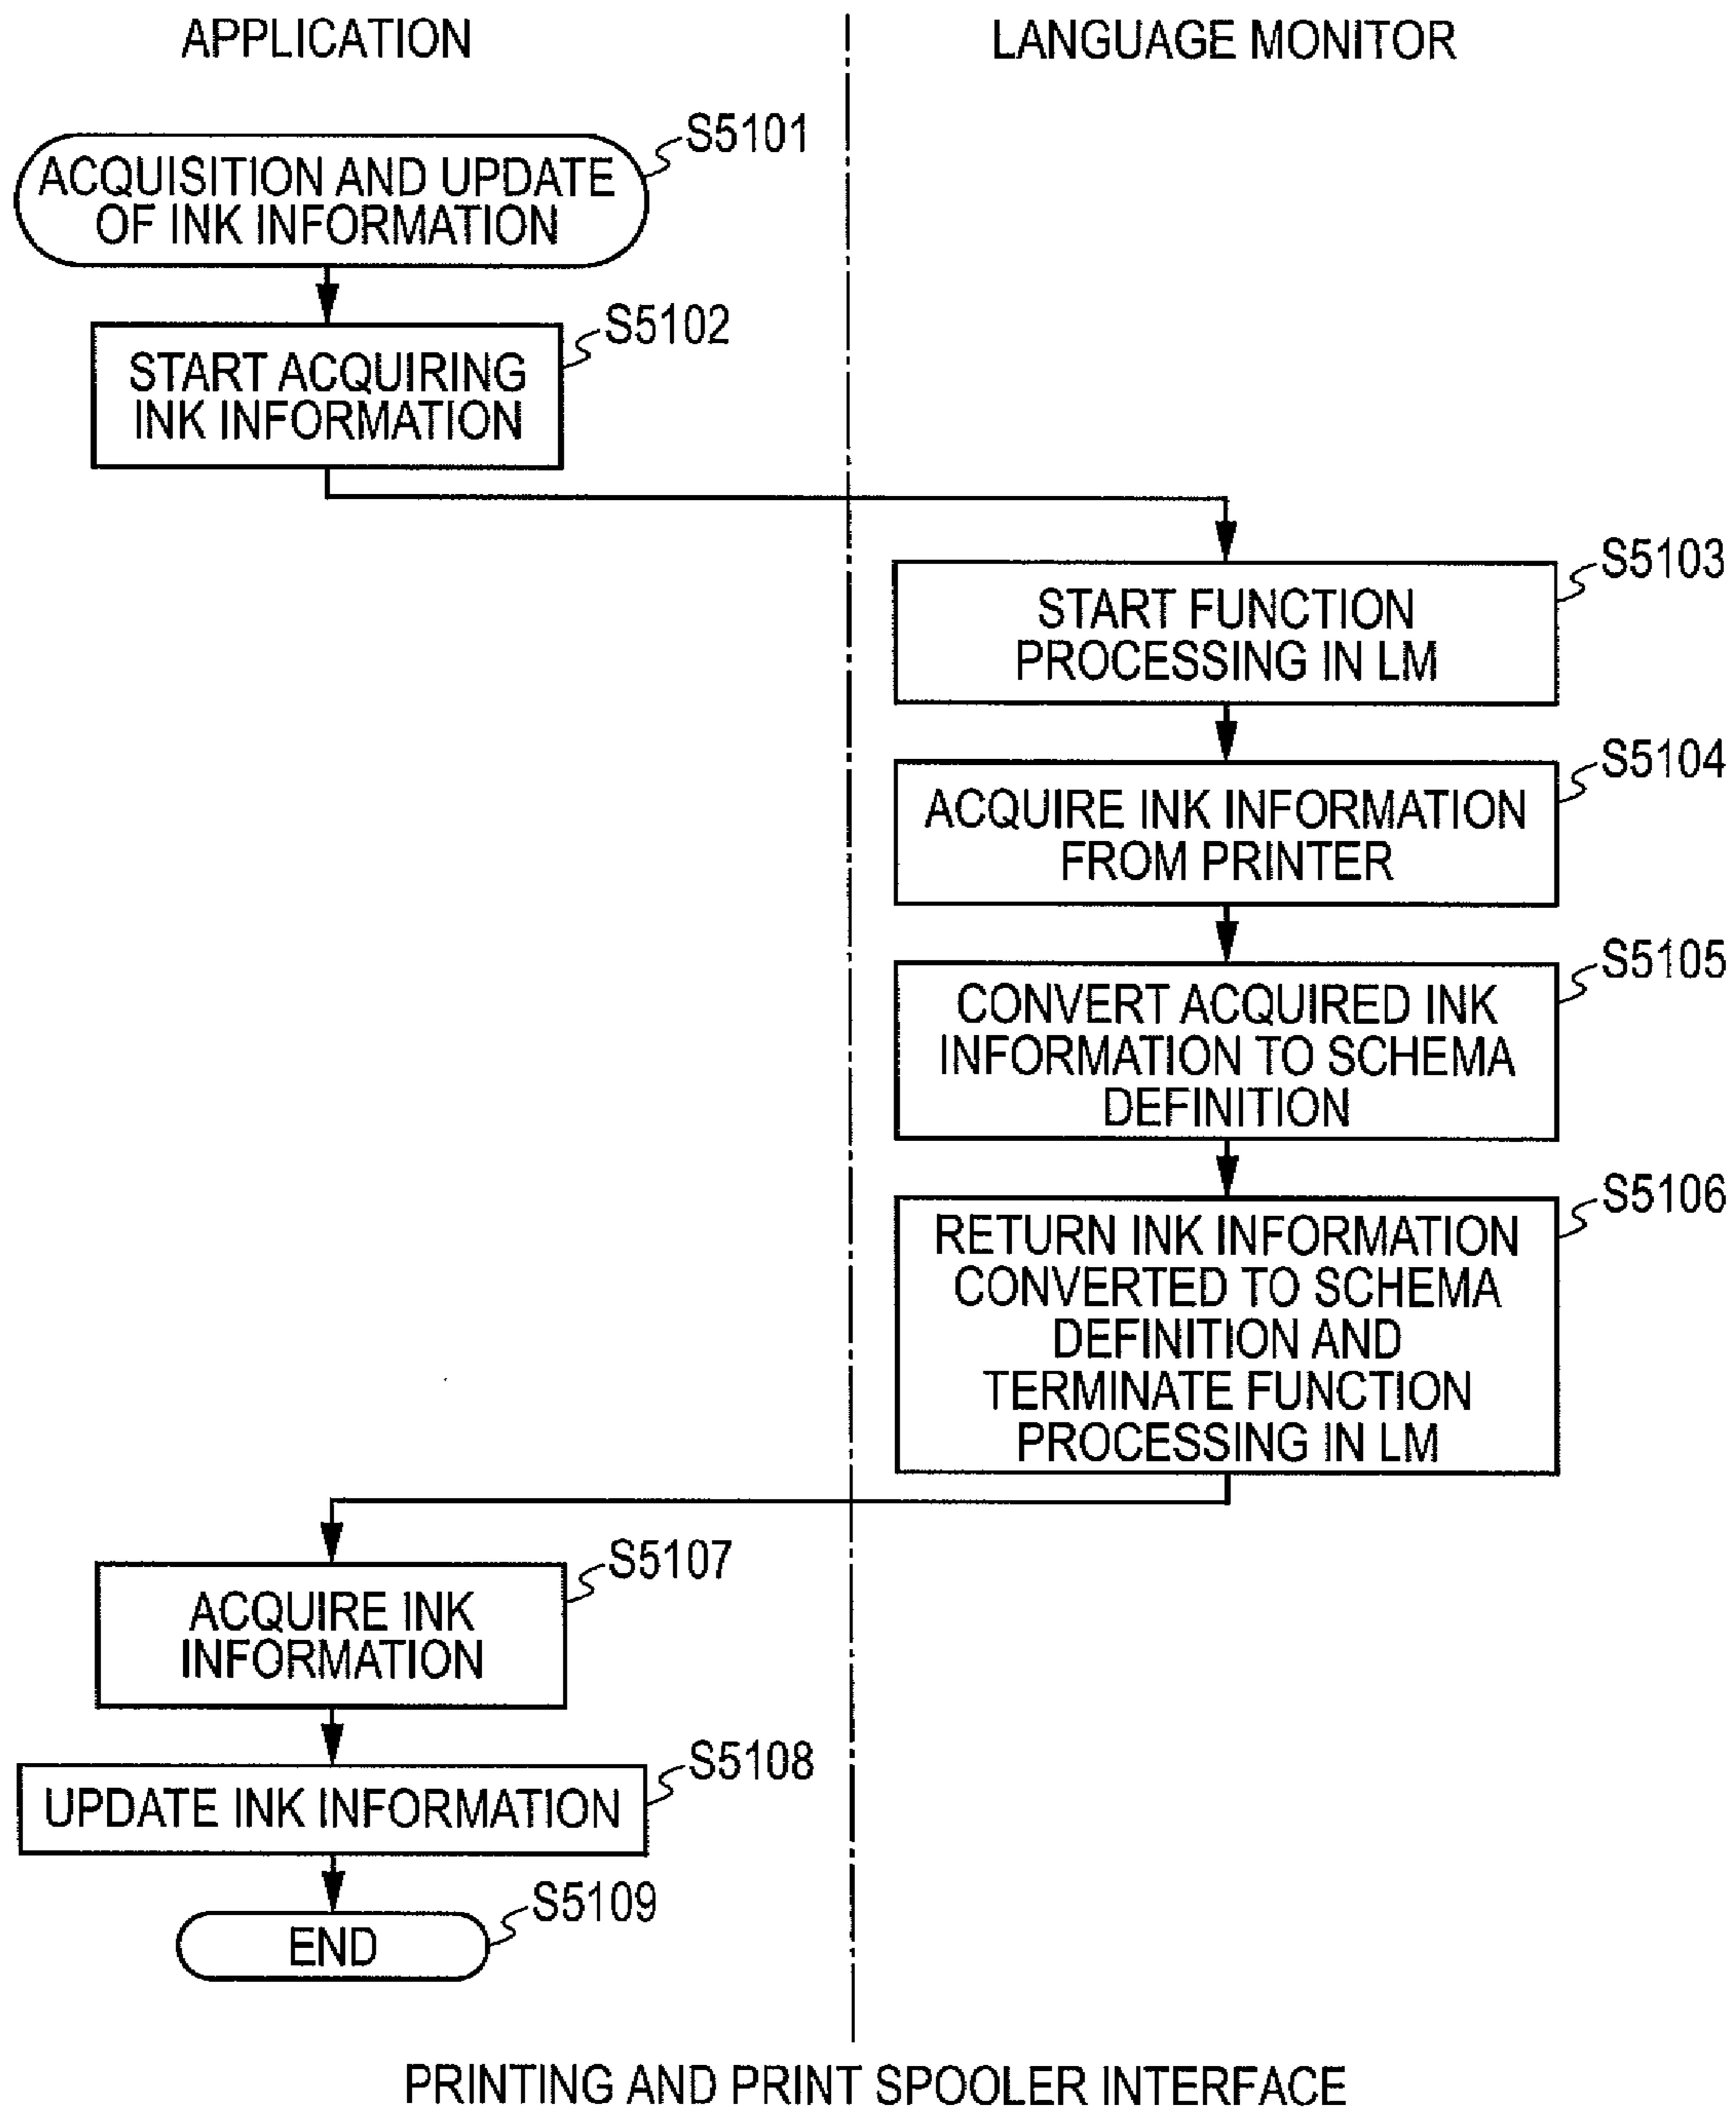 APPLICATION
LANGUAGE MONITOR
S5101
ACQUISITION AND UPDATE
OF INK INFORMATION
S5102
START ACQUIRING
INK INFORMATION
S5103
START FUNCTION
PROCESSING IN LM
S5104
ACQUIRE INK INFORMATION
FROM PRINTER
S5105
CONVERT ACQUIRED INK
INFORMATION TO SCHEMA
DEFINITION
S5106
RETURN INK INFORMATION
CONVERTED TO SCHEMA
DEFINITION AND
TERMINATE FUNCTION
PROCESSING IN LM
S5107
ACQUIRE INK
INFORMATION
S5108
UPDATE INK INFORMATION
S5109
END
PRINTING AND PRINT SPOOLER INTERFACE